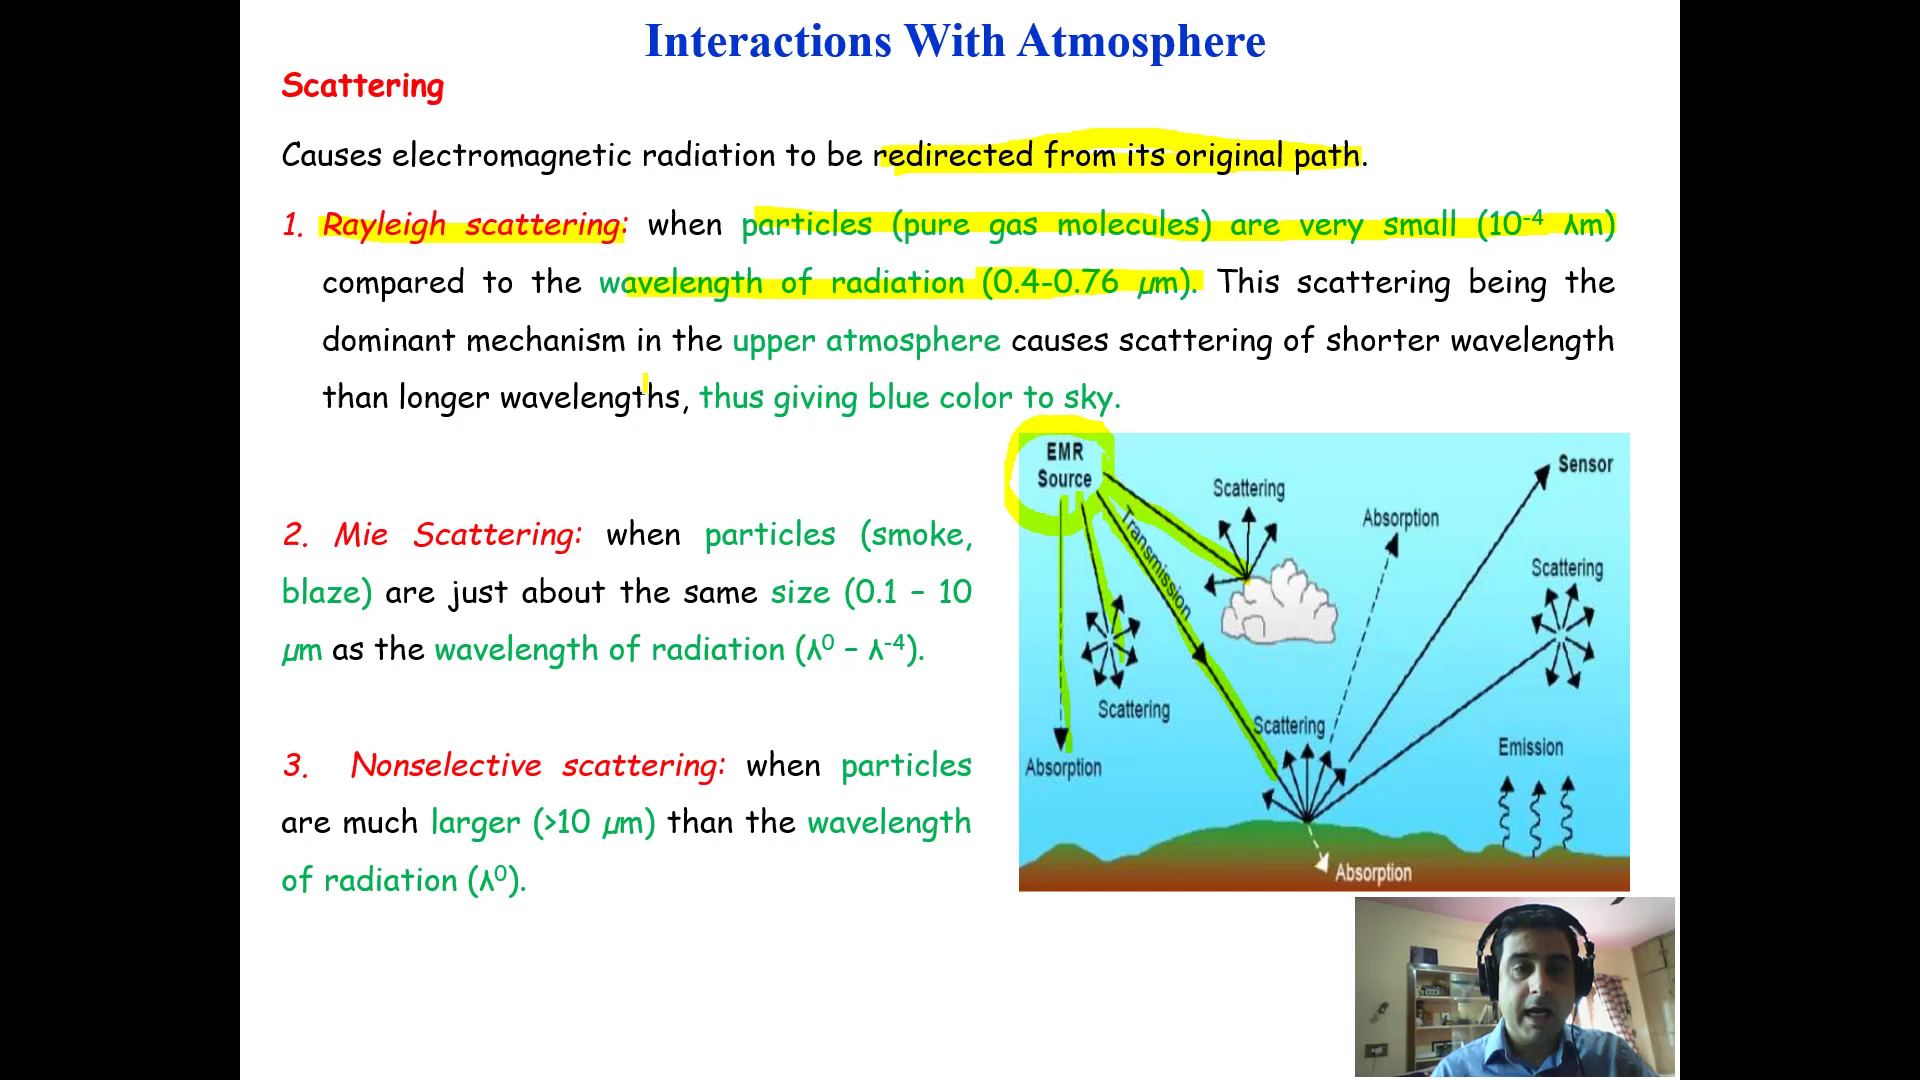 Interactions With Atmosphere
Scattering
Causes electromagnetic radiation to be redirected from its original path.
1. Rayleigh scattering: when particles (pure gas molecules) are very small (10⁻⁴ λm)
compared to the wavelength of radiation (0.4-0.76 µm). This scattering being the
dominant mechanism in the upper atmosphere causes scattering of shorter wavelength
than longer wavelengths, thus giving blue color to sky.
2. Mie Scattering: when particles (smoke,
blaze) are just about the same size (0.1 – 10
µm as the wavelength of radiation (λ⁰ – λ⁻⁴).
3. Nonselective scattering: when particles
are much larger (>10 µm) than the wavelength
of radiation (λ⁰).
EMR
Source
Sensor
Scattering
Absorption
Transmission
Scattering
Scattering
Scattering
Emission
Absorption
Absorption